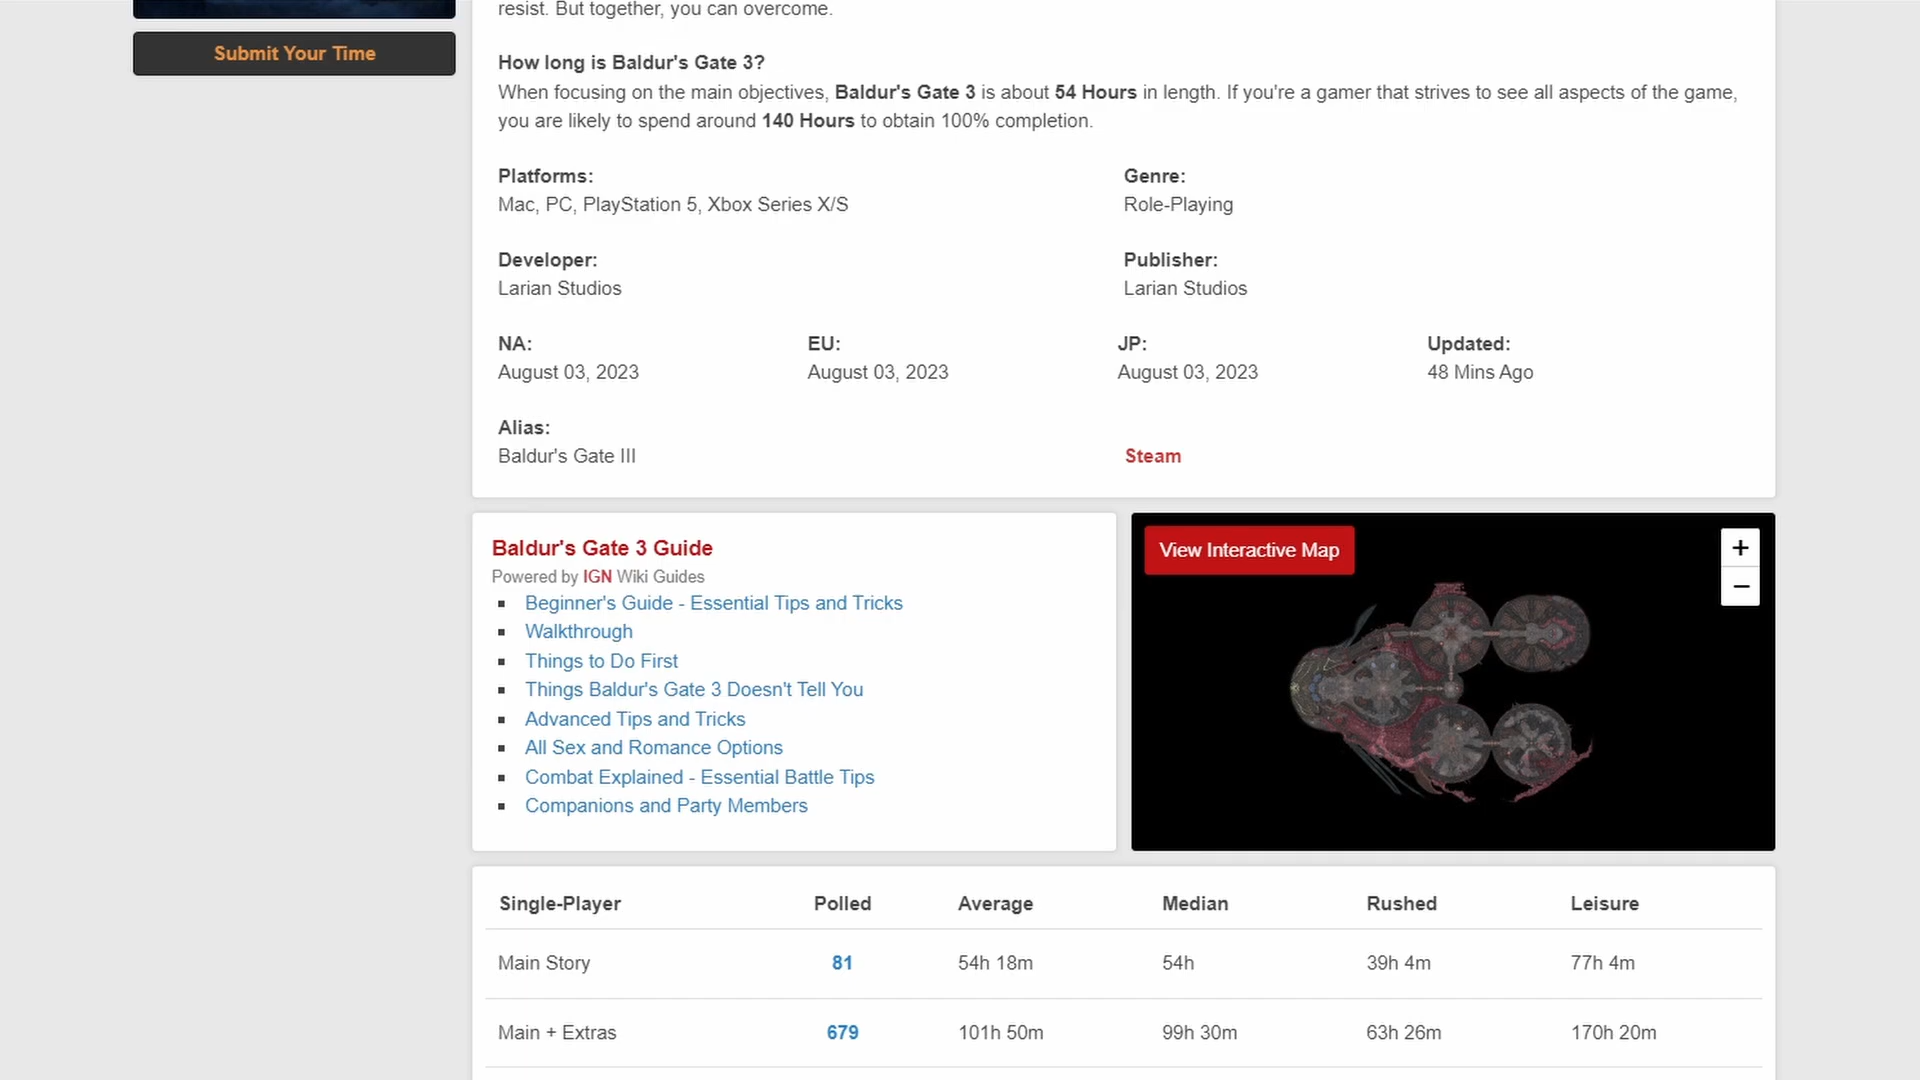 resist. But together, you can overcome.
Submit Your Time
How long is Baldur's Gate 3?
When focusing on the main objectives, Baldur's Gate 3 is about 54 Hours in length. If you're a gamer that strives to see all aspects of the game,
you are likely to spend around 140 Hours to obtain 100% completion.
Platforms: Genre:
Mac, PC, PlayStation 5, Xbox Series X/S Role-Playing
Developer: Publisher:
Larian Studios Larian Studios
NA: EU: JP: Updated:
August 03, 2023 August 03, 2023 August 03, 2023 48 Mins Ago
Alias:
Baldur's Gate III Steam
Baldur's Gate 3 Guide
Powered by IGN Wiki Guides
Beginner's Guide - Essential Tips and Tricks
Walkthrough
Things to Do First
Things Baldur's Gate 3 Doesn't Tell You
Advanced Tips and Tricks
All Sex and Romance Options
Combat Explained - Essential Battle Tips
Companions and Party Members
View Interactive Map
+
−
Single-Player Polled Average Median Rushed Leisure
Main Story 81 54h 18m 54h 39h 4m 77h 4m
Main + Extras 679 101h 50m 99h 30m 63h 26m 170h 20m